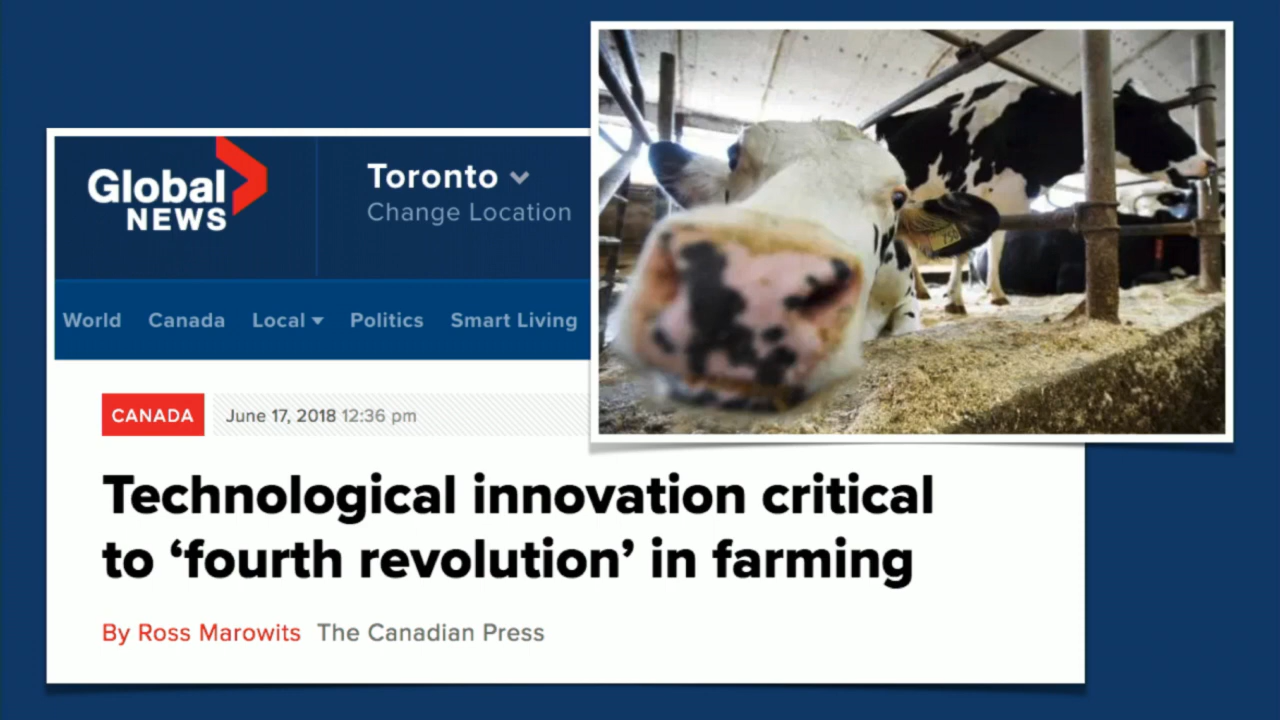 Global
NEWS
Toronto
Change Location
World Canada Local Politics Smart Living
CANADA June 17, 2018 12:36 pm
Technological innovation critical
to ‘fourth revolution’ in farming
By Ross Marowits The Canadian Press